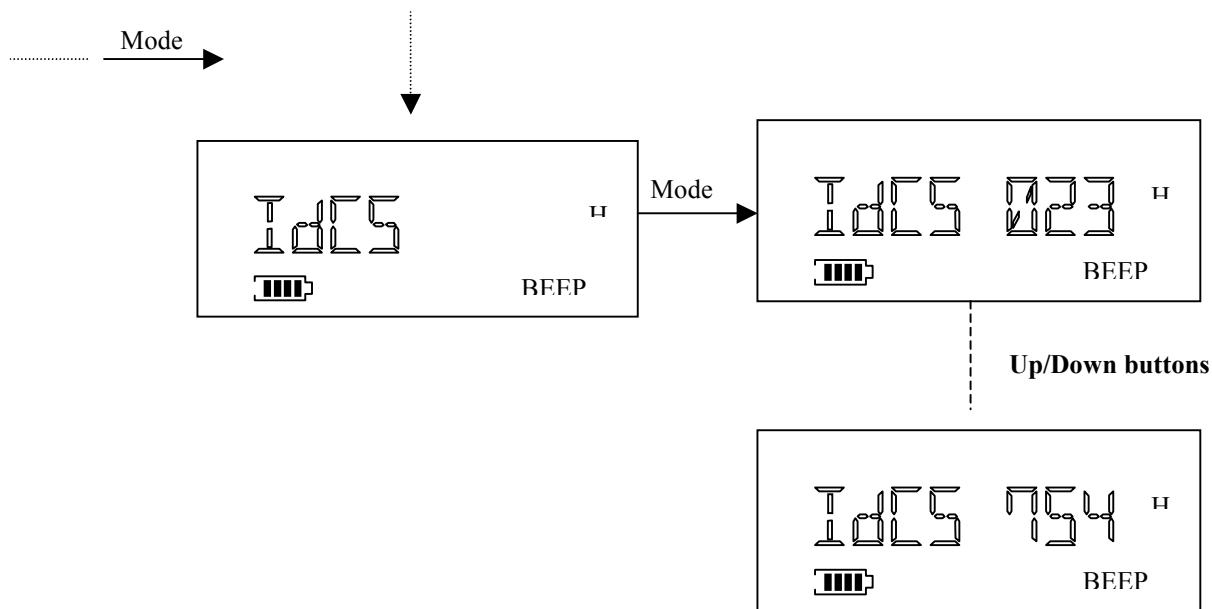 Mode
IdCS H
BEEP
Mode
IdCS 023 H
BEEP
Up/Down buttons
IdCS 754 H
BEEP